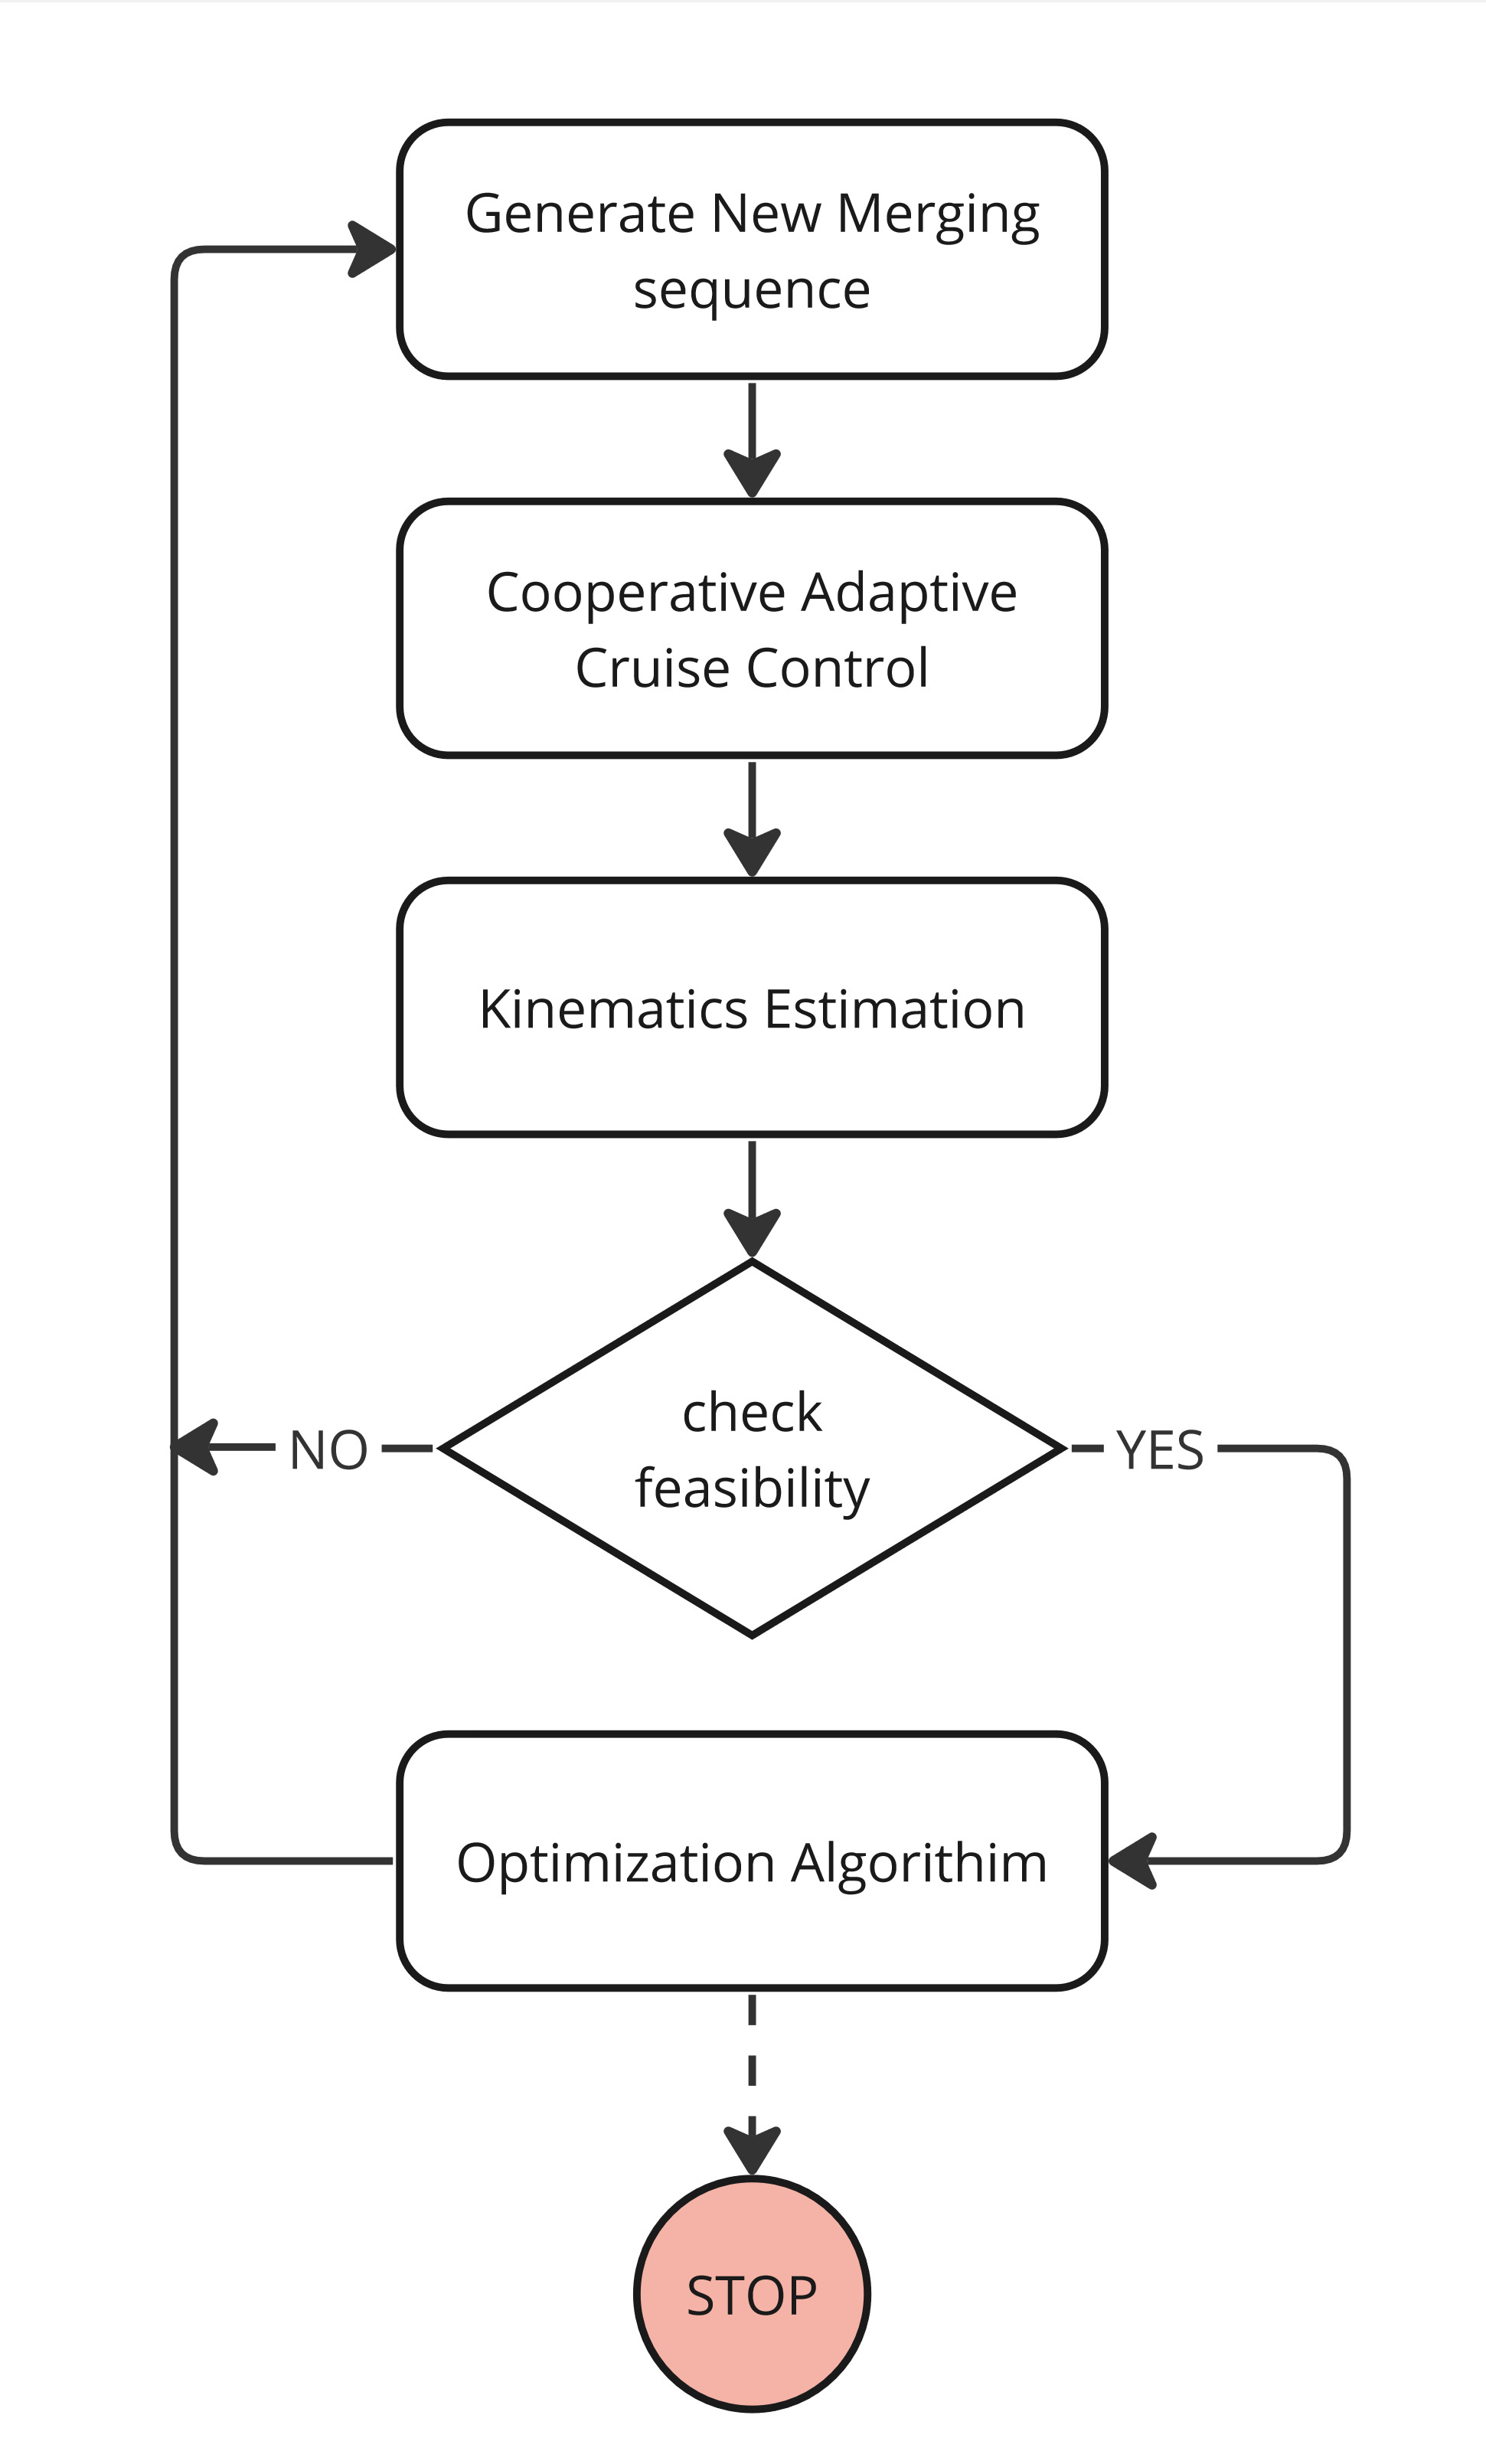 Generate New Merging
sequence
Cooperative Adaptive
Cruise Control
Kinematics Estimation
check
feasibility
NO
YES
Optimization Algorithim
STOP